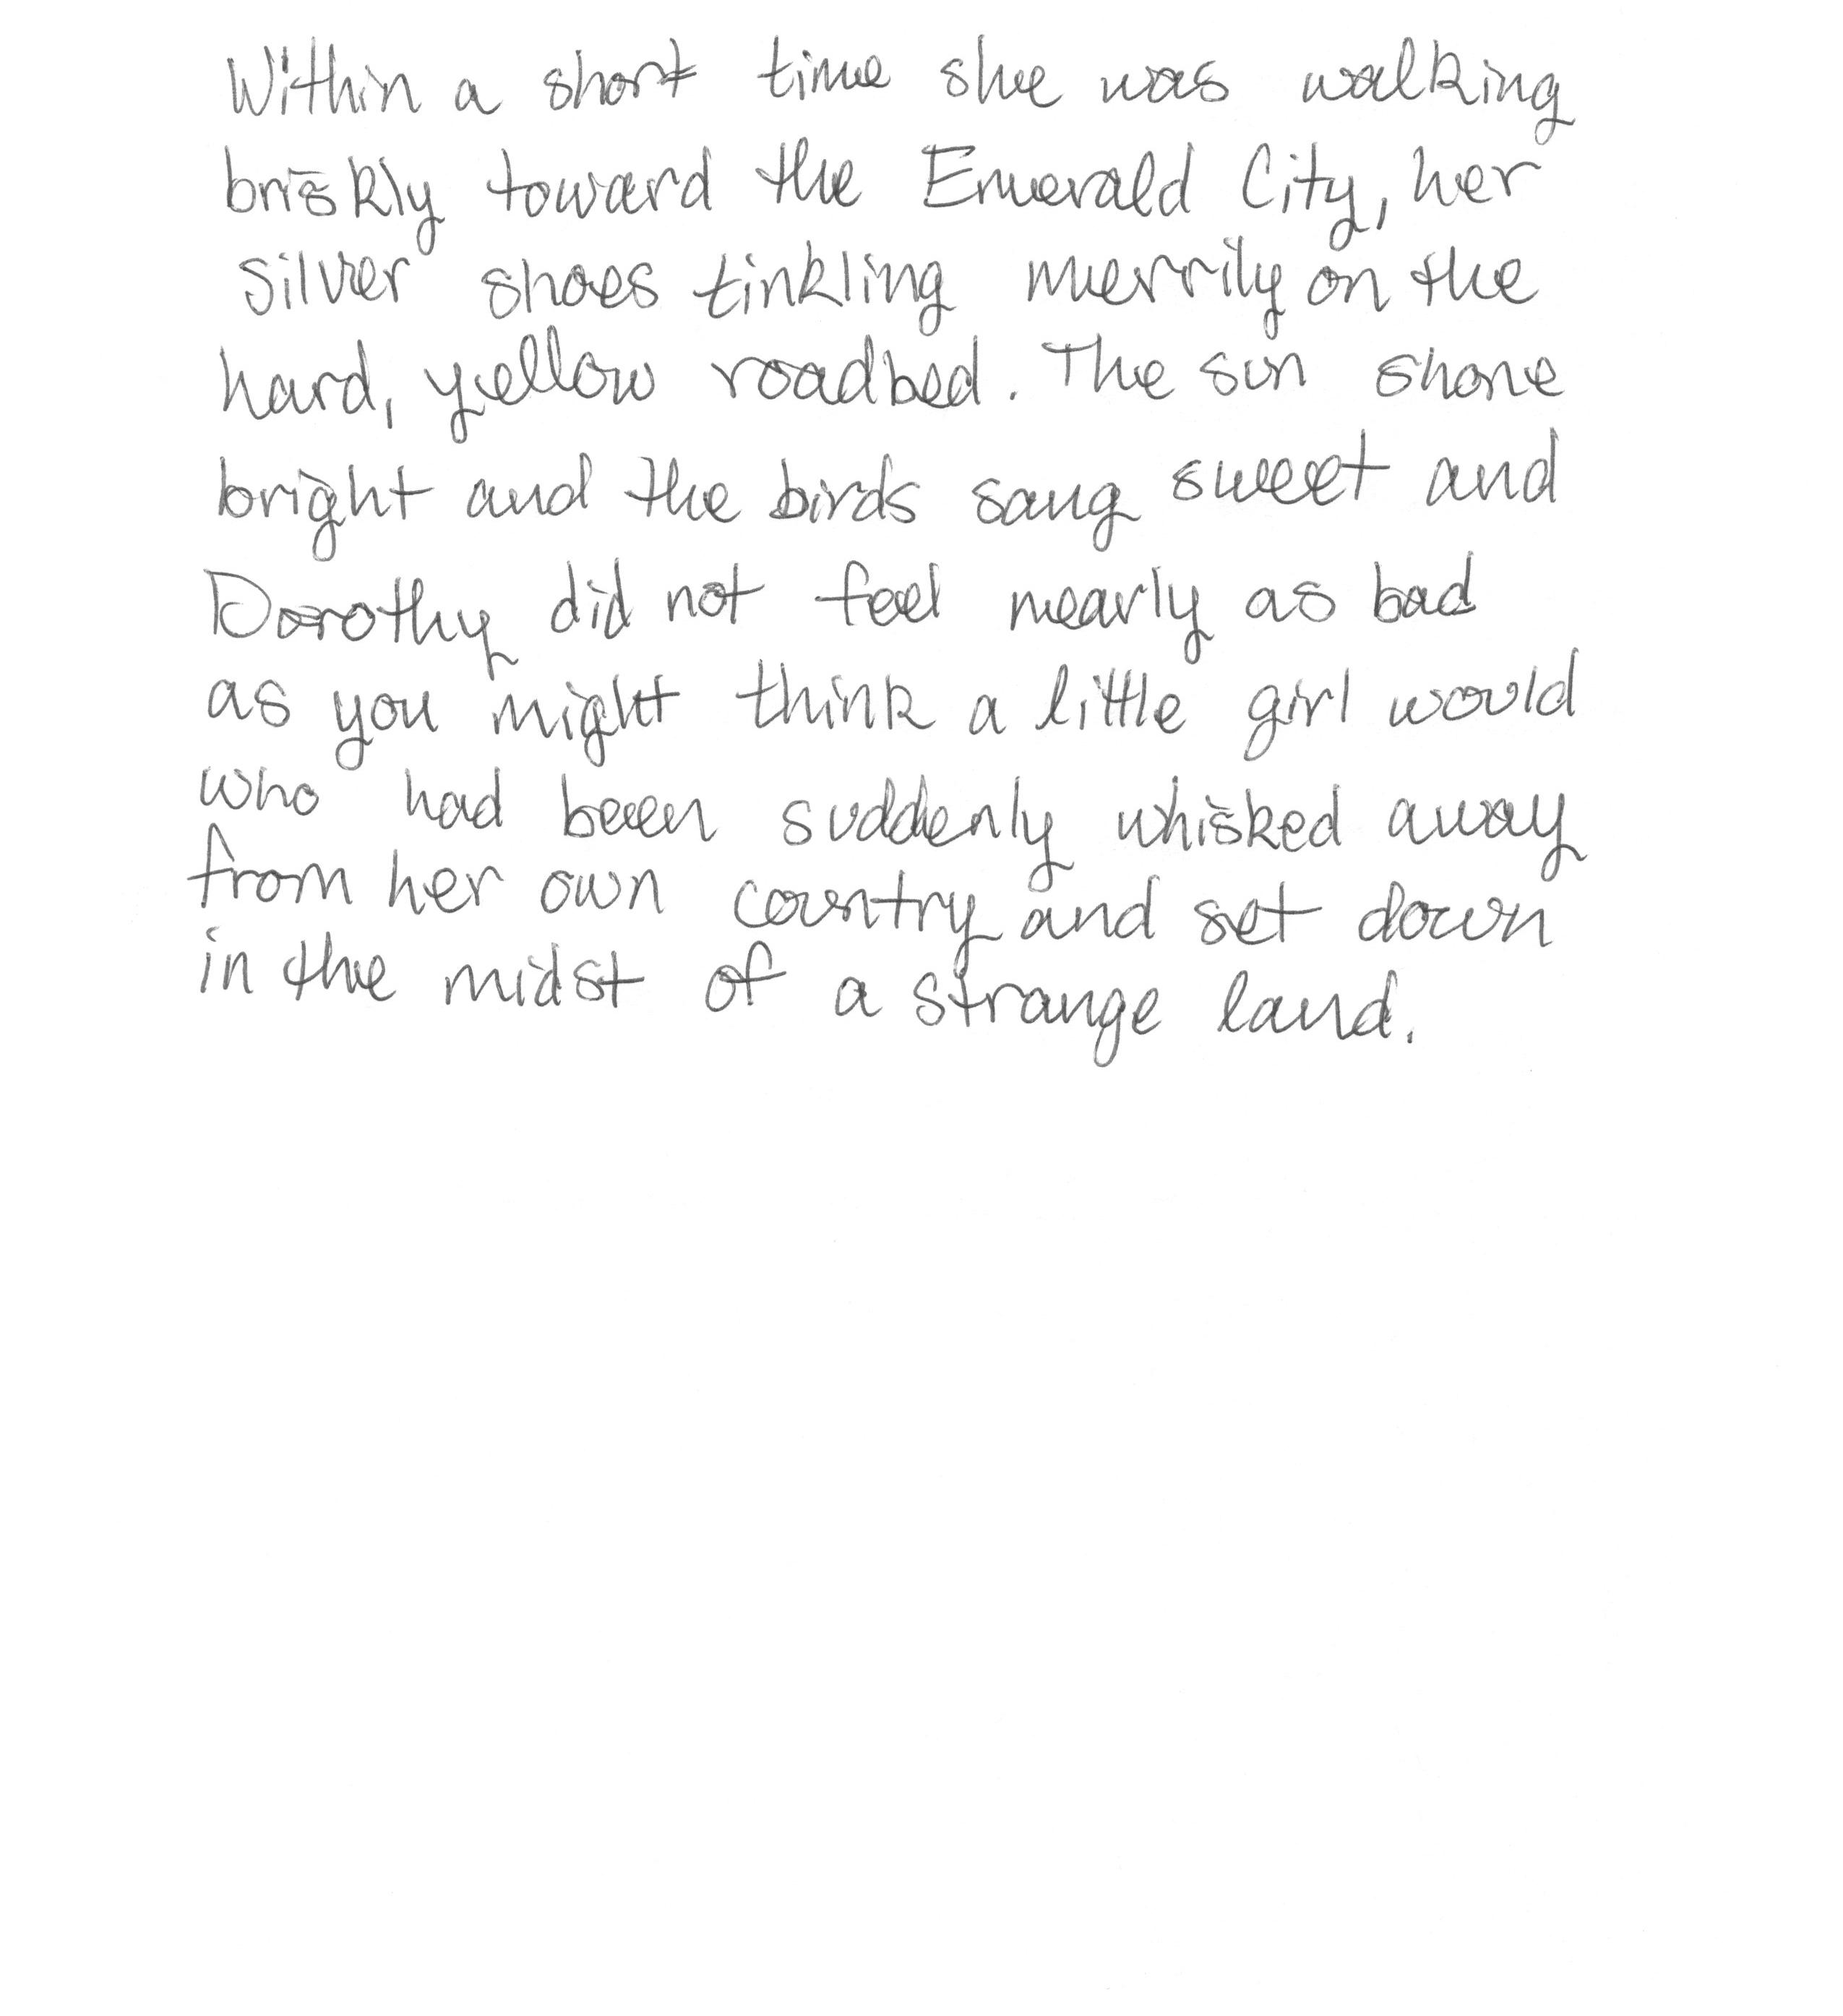 Within a short time she was walking
briskly toward the Emerald City, her
silver shoes tinkling merrily on the
hard, yellow roadbed. The sun shone
bright and the birds sang sweet and
Dorothy did not feel nearly as bad
as you might think a little girl would
who had been suddenly whisked away
from her own country and set down
in the midst of a strange land.